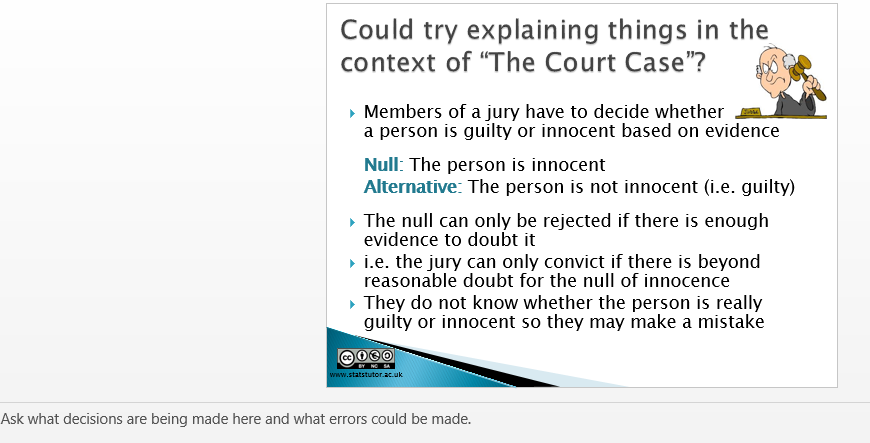 Could try explaining things in the
context of “The Court Case”?
Members of a jury have to decide whether
a person is guilty or innocent based on evidence
Null: The person is innocent
Alternative: The person is not innocent (i.e. guilty)
The null can only be rejected if there is enough
evidence to doubt it
i.e. the jury can only convict if there is beyond
reasonable doubt for the null of innocence
They do not know whether the person is really
guilty or innocent so they may make a mistake
cc
BY NC SA
www.statstutor.ac.uk
Ask what decisions are being made here and what errors could be made.